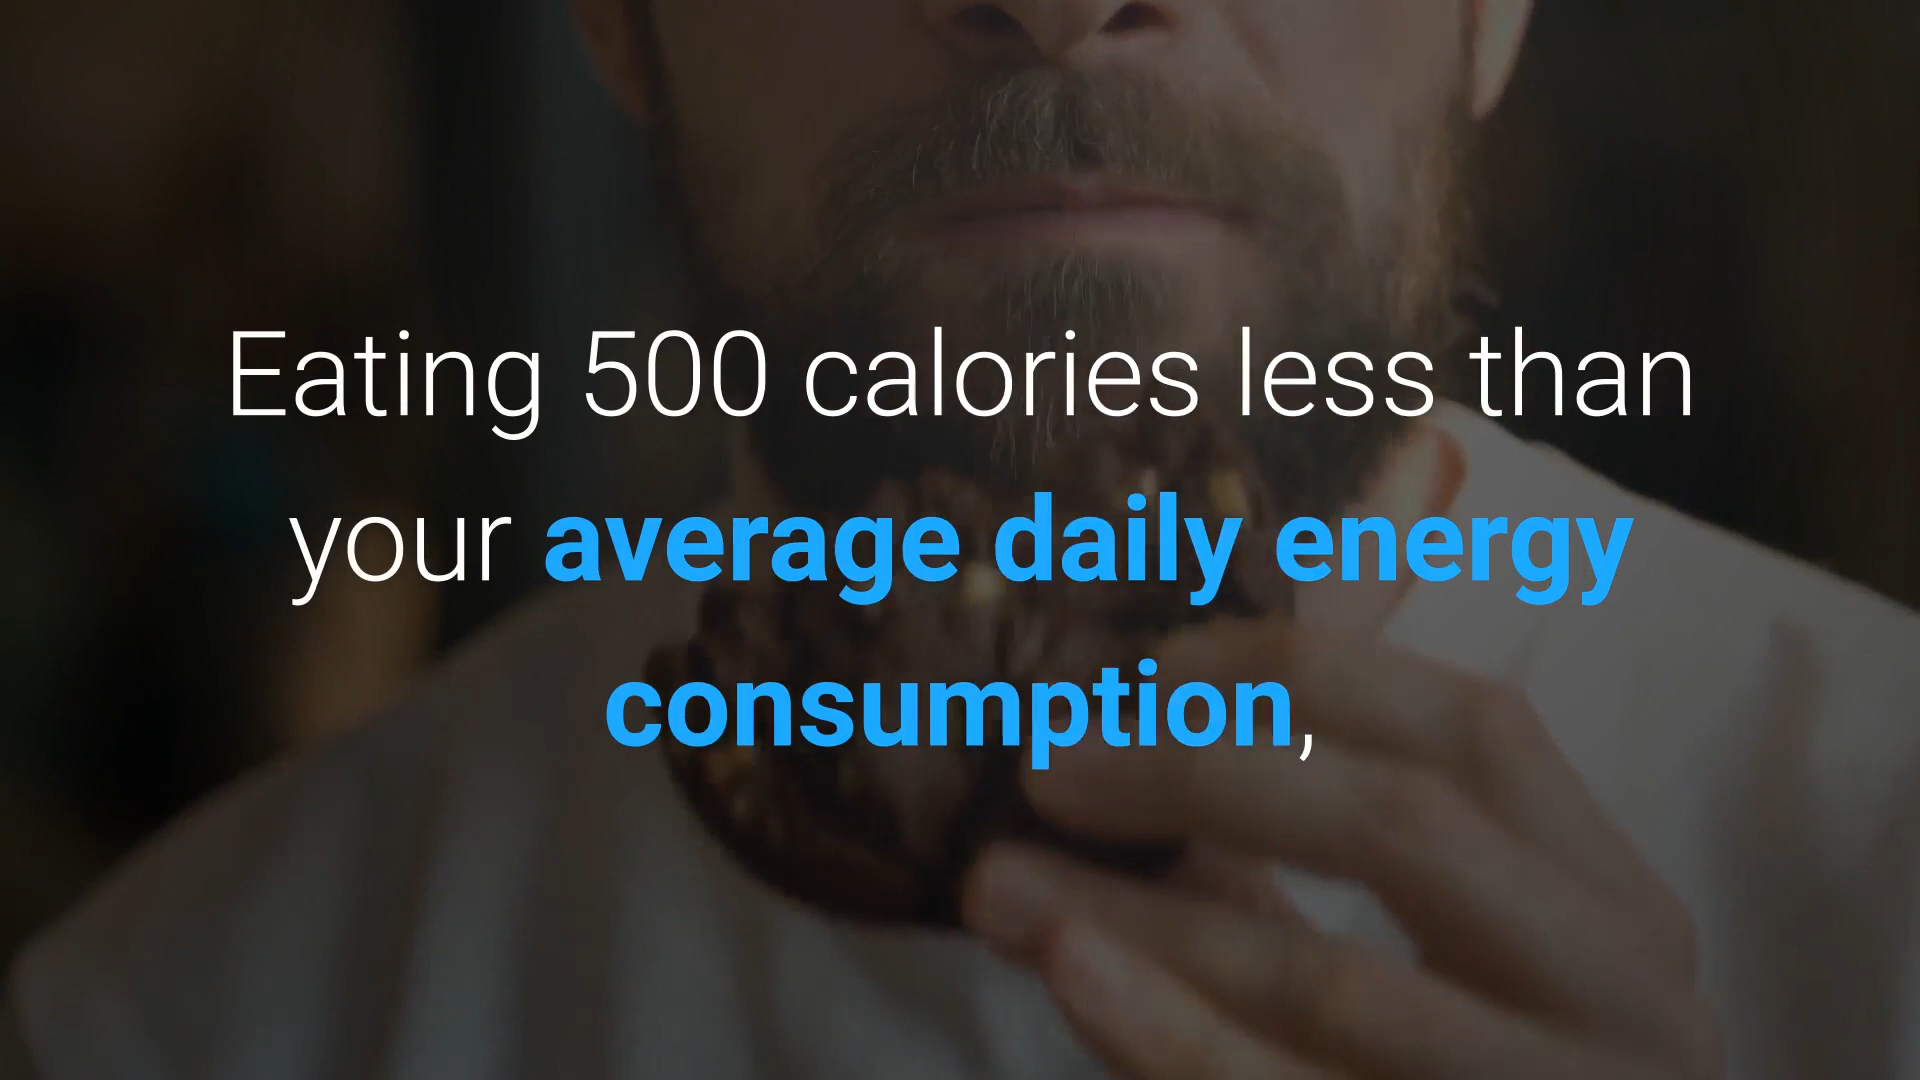 Eating 500 calories less than
your average daily energy
consumption,